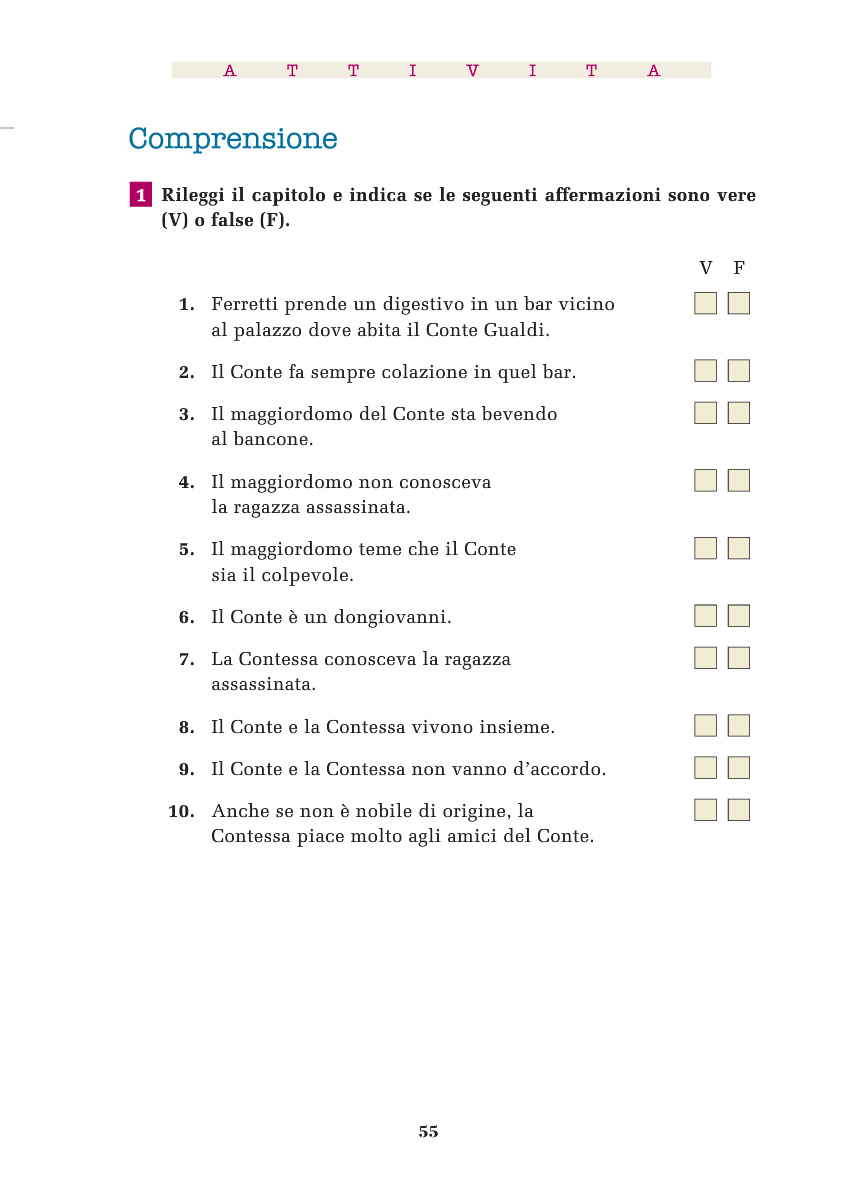 A T T I V I T A
Comprensione
1 Rileggi il capitolo e indica se le seguenti affermazioni sono vere
(V) o false (F).
V F
1. Ferretti prende un digestivo in un bar vicino
al palazzo dove abita il Conte Gualdi.
2. Il Conte fa sempre colazione in quel bar.
3. Il maggiordomo del Conte sta bevendo
al bancone.
4. Il maggiordomo non conosceva
la ragazza assassinata.
5. Il maggiordomo teme che il Conte
sia il colpevole.
6. Il Conte è un dongiovanni.
7. La Contessa conosceva la ragazza
assassinata.
8. Il Conte e la Contessa vivono insieme.
9. Il Conte e la Contessa non vanno d’accordo.
10. Anche se non è nobile di origine, la
Contessa piace molto agli amici del Conte.
55